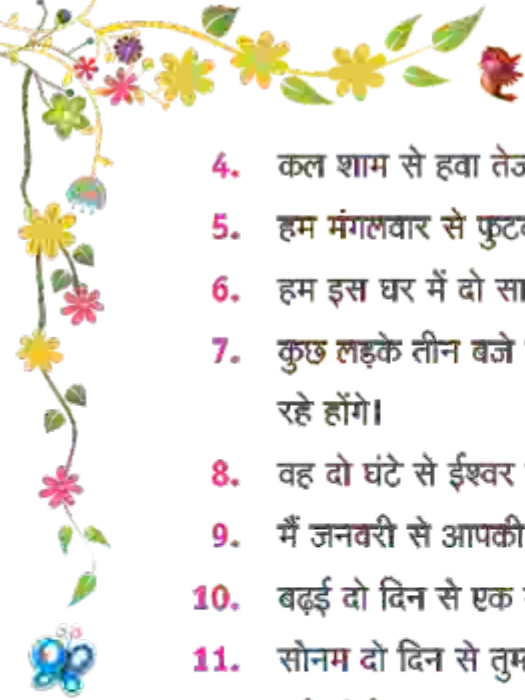 4. कल शाम से हवा
5. हम मंगलवार से
6. हम इस घर में दो
7. कुछ लड़के तीन बजे
रहे होंगे।
8. वह दो घंटे से ईश्वर
9. मैं जनवरी से आपकी
10. बढ़ई दो दिन से एक
11. सोनम दो दिन से